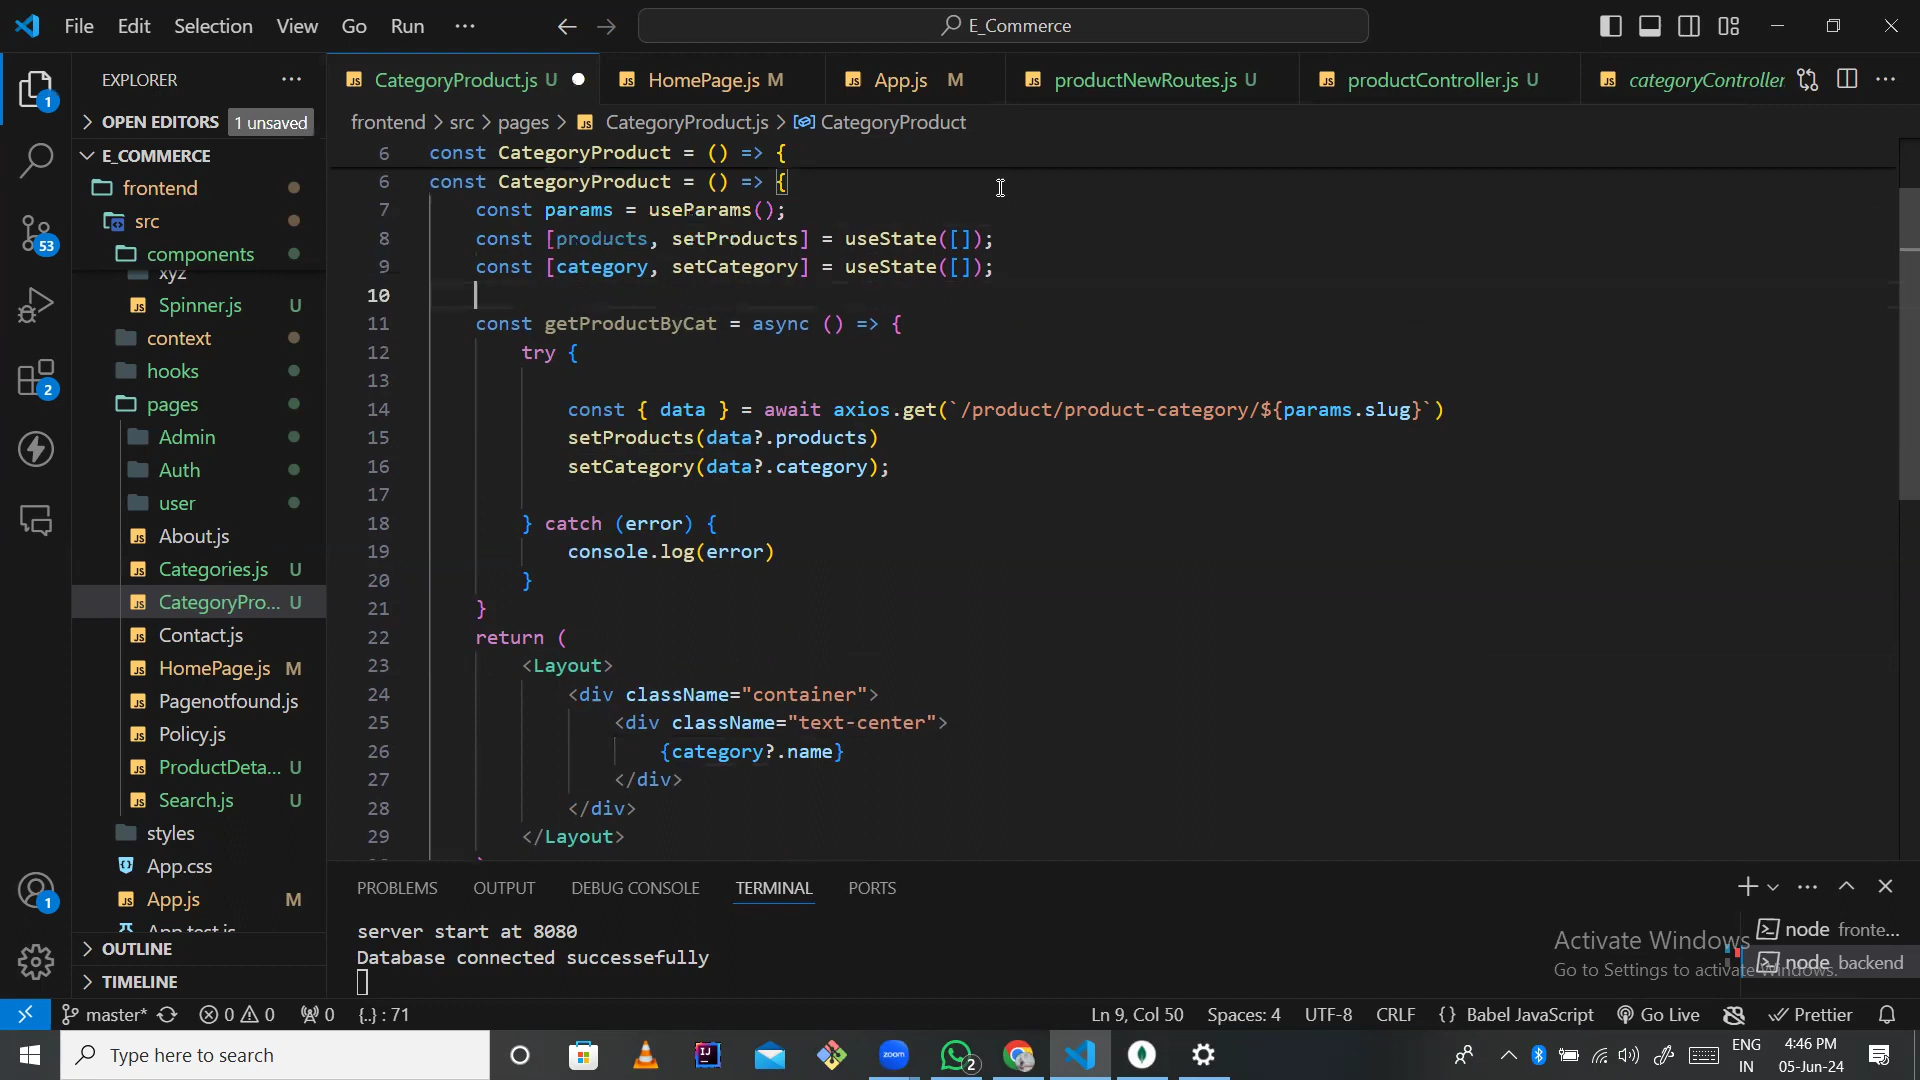 File Edit Selection View Go Run ··· E_Commerce
EXPLORER ···
OPEN EDITORS 1 unsaved
E_COMMERCE
frontend
src
components
xyz
Spinner.js U
context
hooks
pages
Admin
Auth
user
About.js
Categories.js U
CategoryPro... U
Contact.js
HomePage.js M
Pagenotfound.js
Policy.js
ProductDeta... U
Search.js U
styles
App.css
App.js M
App.test.js
OUTLINE
TIMELINE
1
53
2
1
CategoryProduct.js U HomePage.js M App.js M productNewRoutes.js U productController.js U categoryController
frontend > src > pages > CategoryProduct.js > CategoryProduct
6 const CategoryProduct = () => {
6 const CategoryProduct = () => {
7 const params = useParams();
8 const [products, setProducts] = useState([]);
9 const [category, setCategory] = useState([]);
10
11 const getProductByCat = async () => {
12 try {
13
14 const { data } = await axios.get(`/product/product-category/${params.slug}`)
15 setProducts(data?.products)
16 setCategory(data?.category);
17
18 } catch (error) {
19 console.log(error)
20 }
21 }
22 return (
23 <Layout>
24 <div className="container">
25 <div className="text-center">
26 {category?.name}
27 </div>
28 </div>
29 </Layout>
PROBLEMS OUTPUT DEBUG CONSOLE TERMINAL PORTS
server start at 8080
Database connected successefully
node fronte...
node backend
Activate Windows
Go to Settings to activate Windows.
master* 0 0 0 {..} : 71 Ln 9, Col 50 Spaces: 4 UTF-8 CRLF {} Babel JavaScript Go Live Prettier
Type here to search
zoom
2
ENG
IN
4:46 PM
05-Jun-24